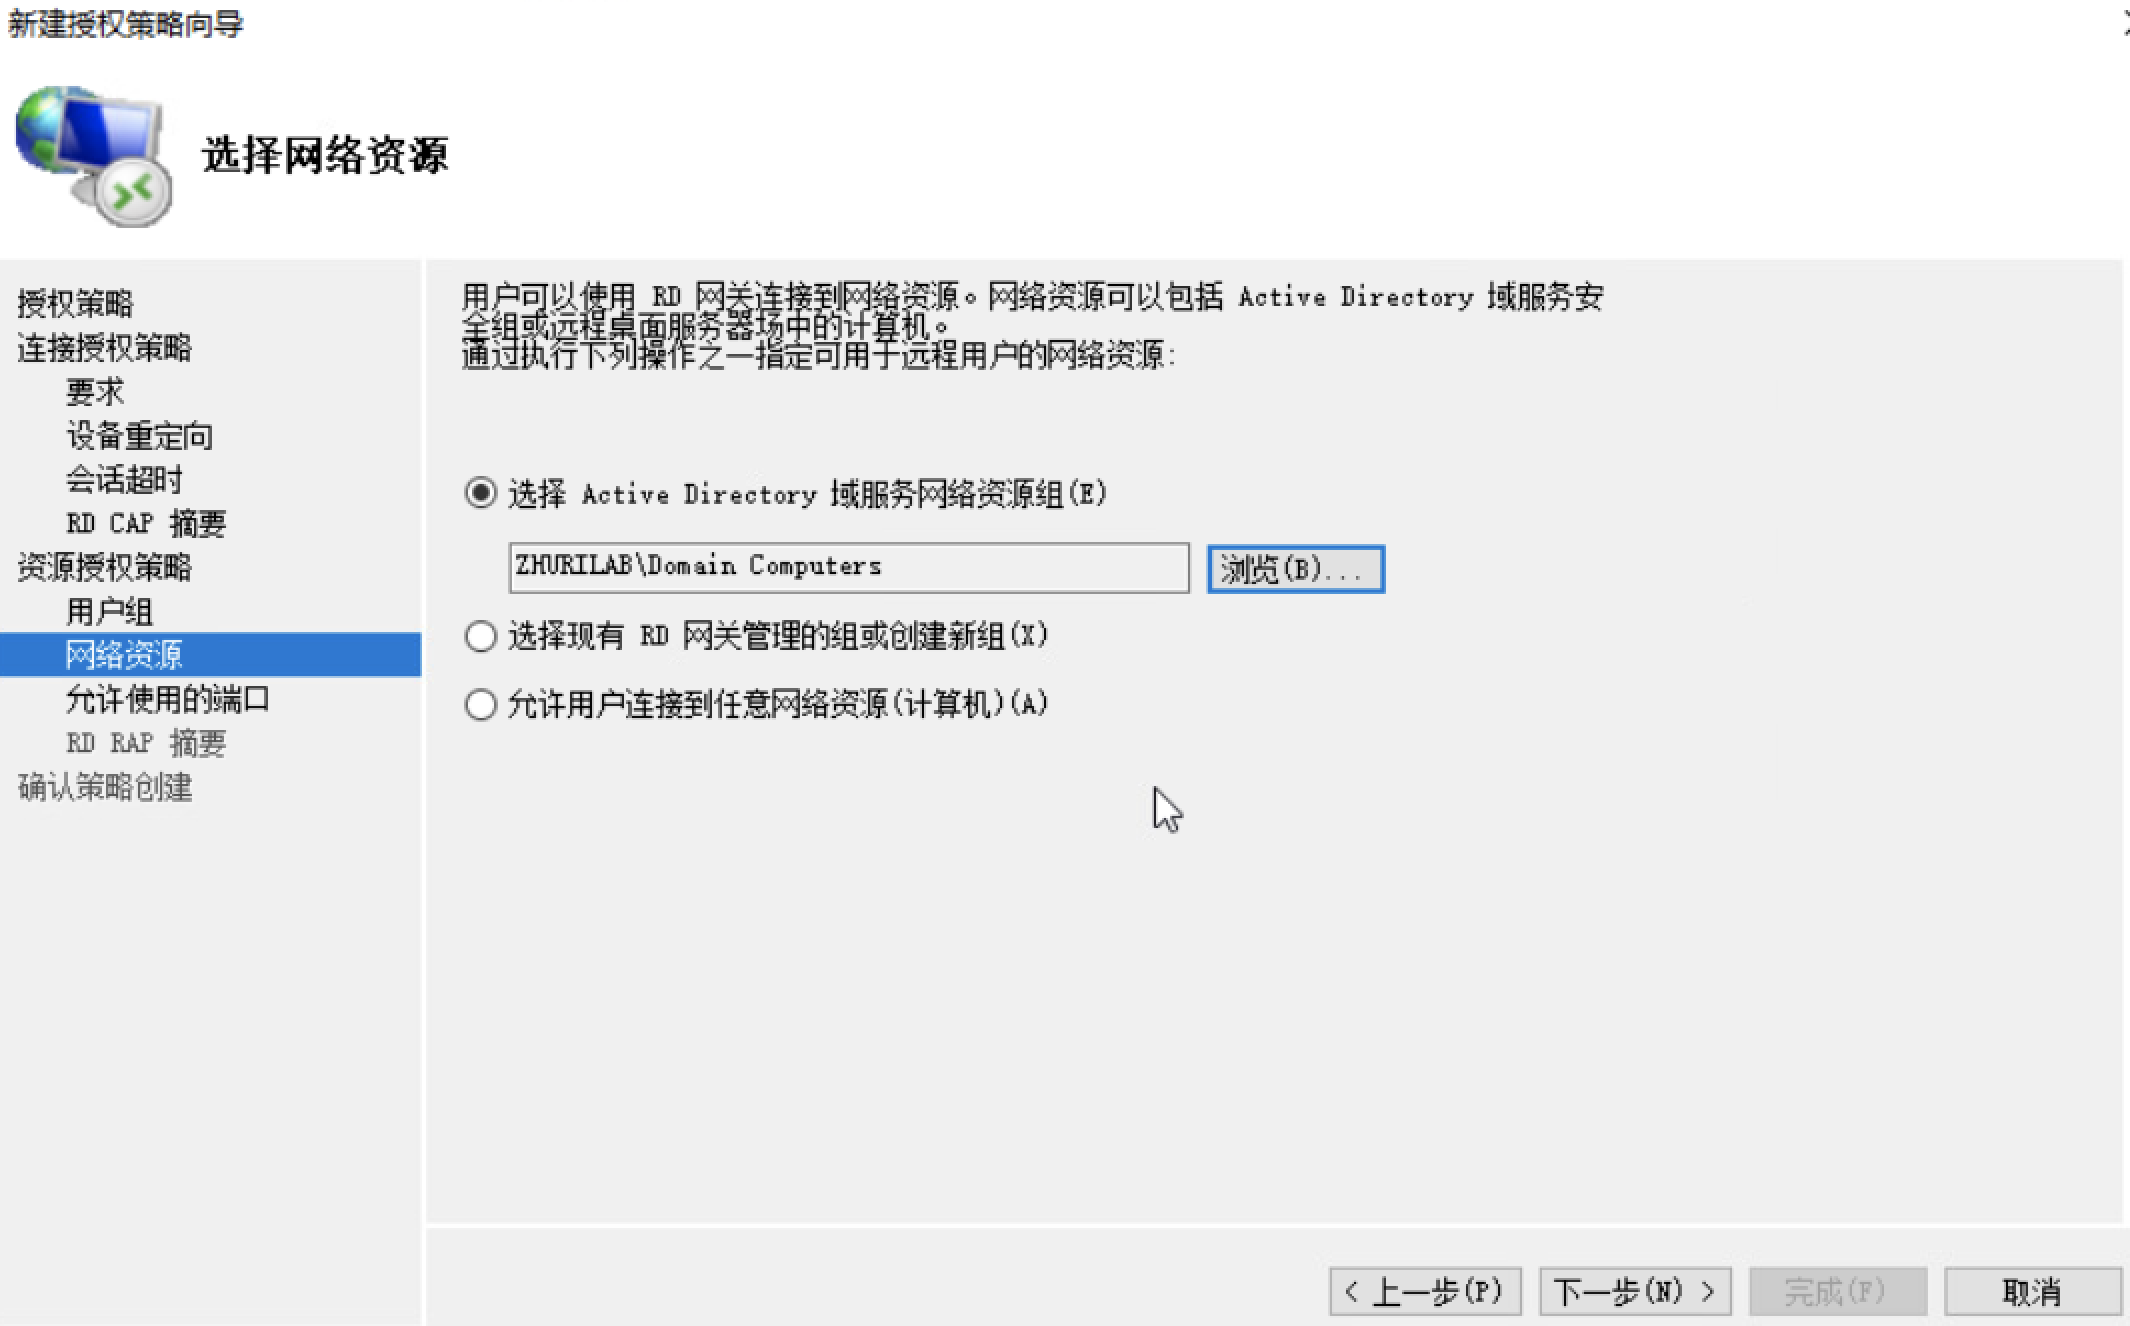 新建授权策略向导
选择网络资源
授权策略
连接授权策略
要求
设备重定向
会话超时
RD CAP 摘要
资源授权策略
用户组
网络资源
允许使用的端口
RD RAP 摘要
确认策略创建
用户可以使用 RD 网关连接到网络资源。网络资源可以包括 Active Directory 域服务安
全组或远程桌面服务器场中的计算机。
通过执行下列操作之一指定可用于远程用户的网络资源:
选择 Active Directory 域服务网络资源组(E)
ZHURILAB\Domain Computers
浏览(B)...
选择现有 RD 网关管理的组或创建新组(X)
允许用户连接到任意网络资源(计算机)(A)
< 上一步(P)
下一步(N) >
完成(F)
取消